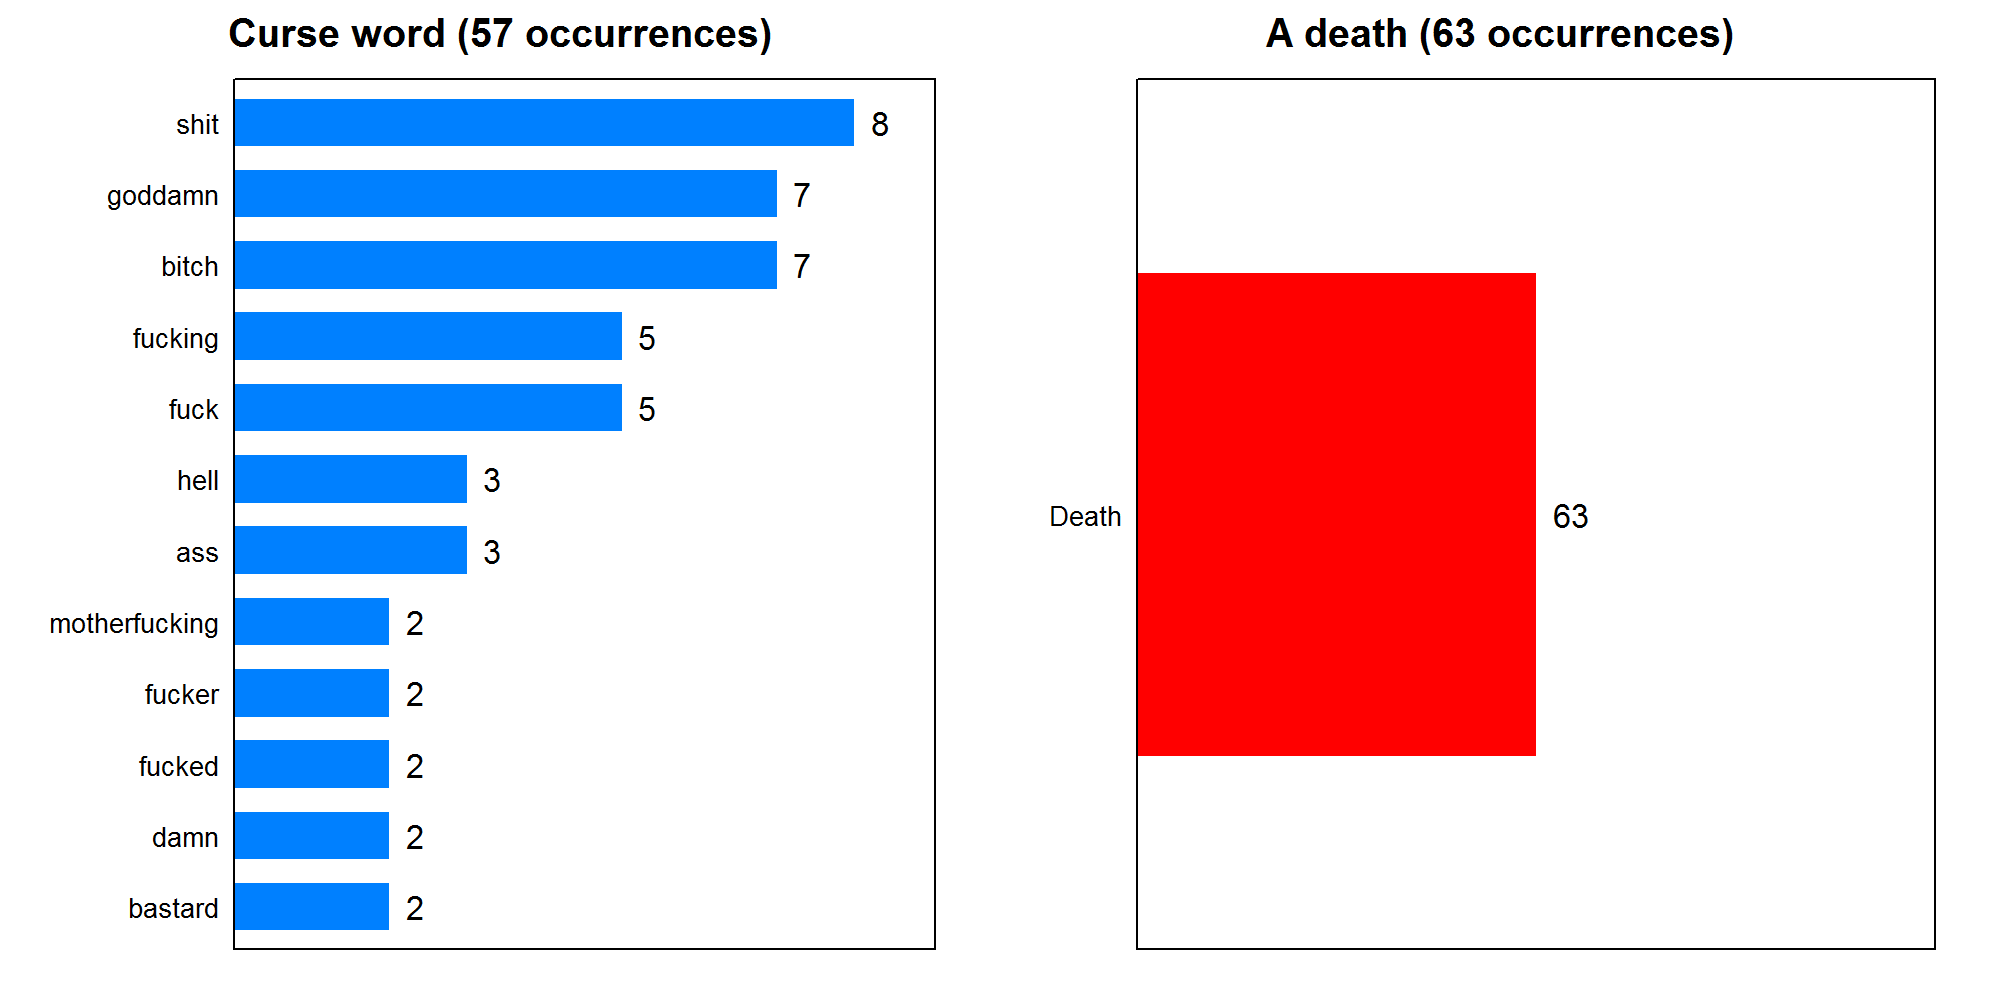 Curse word (57 occurrences)
shit 8
goddamn 7
bitch 7
fucking 5
fuck 5
hell 3
ass 3
motherfucking 2
fucker 2
fucked 2
damn 2
bastard 2
A death (63 occurrences)
Death 63